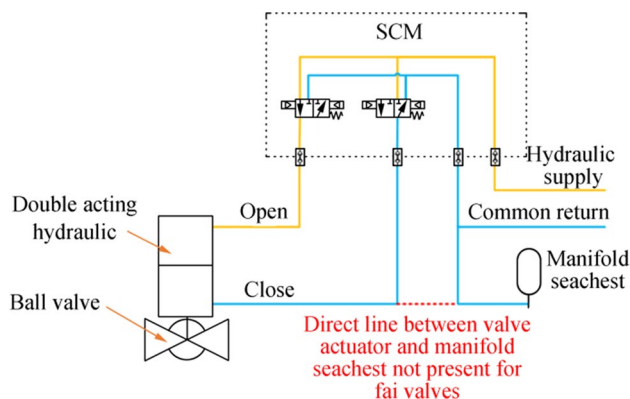 SCM
Hydraulic
supply
Double acting
hydraulic
Open
Common return
Manifold
seachest
Ball valve
Close
Direct line between valve
actuator and manifold
seachest not present for
fai valves